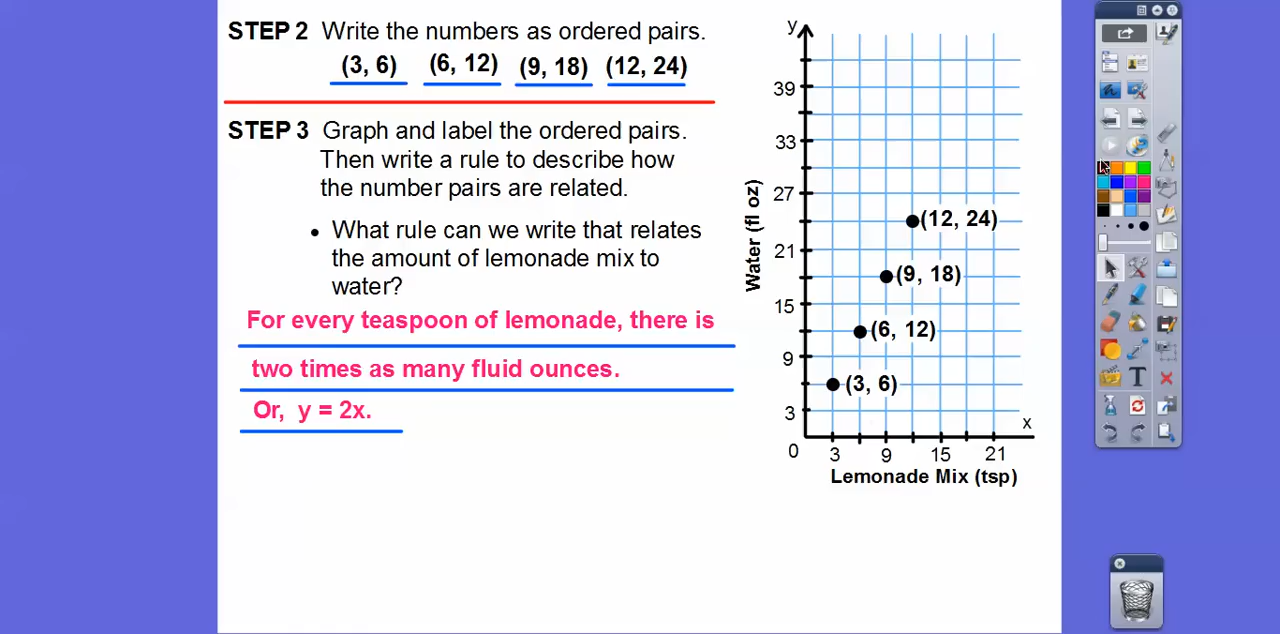 STEP 2 Write the numbers as ordered pairs.
(3, 6) (6, 12) (9, 18) (12, 24)
STEP 3 Graph and label the ordered pairs.
Then write a rule to describe how
the number pairs are related.
• What rule can we write that relates
the amount of lemonade mix to
water?
For every teaspoon of lemonade, there is
two times as many fluid ounces.
Or, y = 2x.
y
39
33
27
21
15
9
3
0
Water (fl oz)
(12, 24)
(9, 18)
(6, 12)
(3, 6)
x
3 9 15 21
Lemonade Mix (tsp)
T